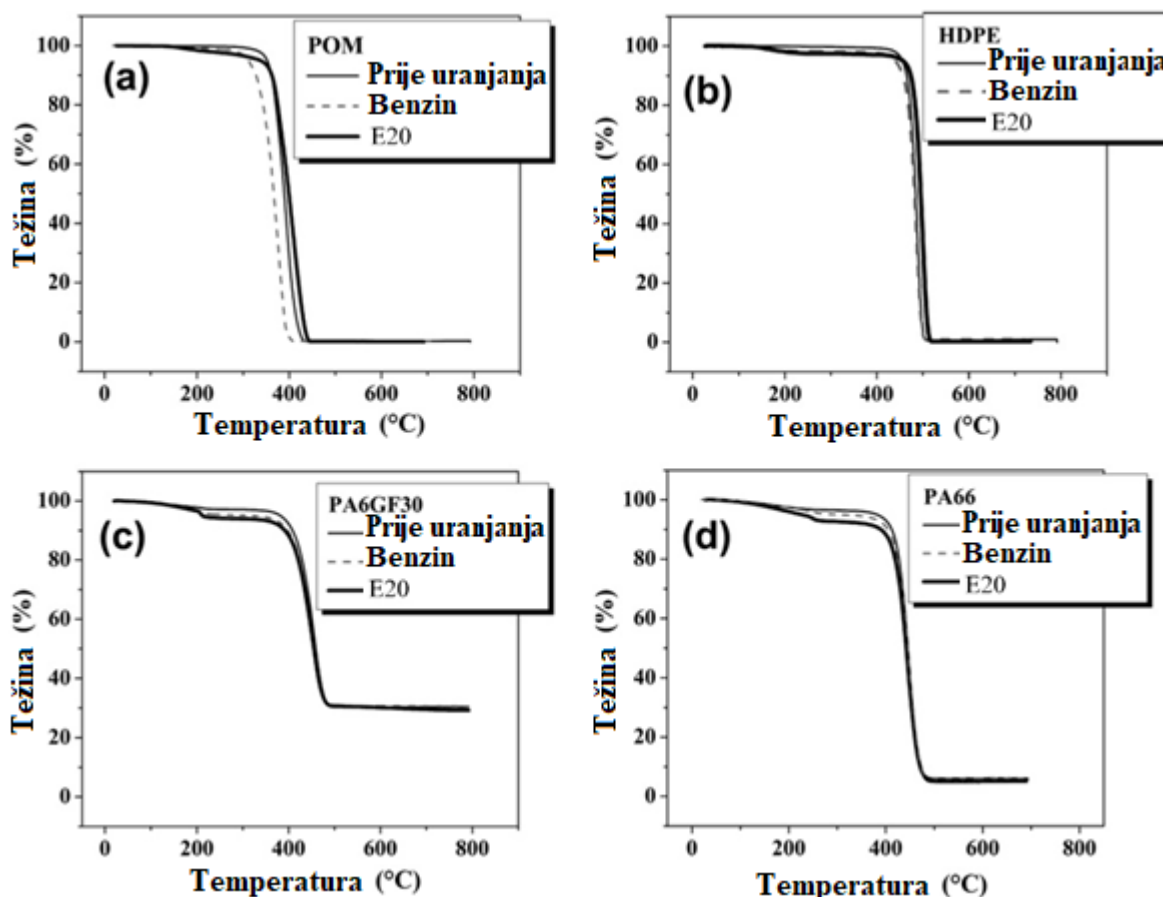 POM
Prije uranjanja
Benzin
E20
(a)
100
80
60
40
20
0
Težina (%)
0 200 400 600 800
Temperatura (°C)
HDPE
Prije uranjanja
Benzin
E20
(b)
100
80
60
40
20
0
Težina (%)
0 200 400 600 800
Temperatura (°C)
PA6GF30
Prije uranjanja
Benzin
E20
(c)
100
80
60
40
20
0
Težina (%)
0 200 400 600 800
Temperatura (°C)
PA66
Prije uranjanja
Benzin
E20
(d)
100
80
60
40
20
0
Težina (%)
0 200 400 600 800
Temperatura (°C)